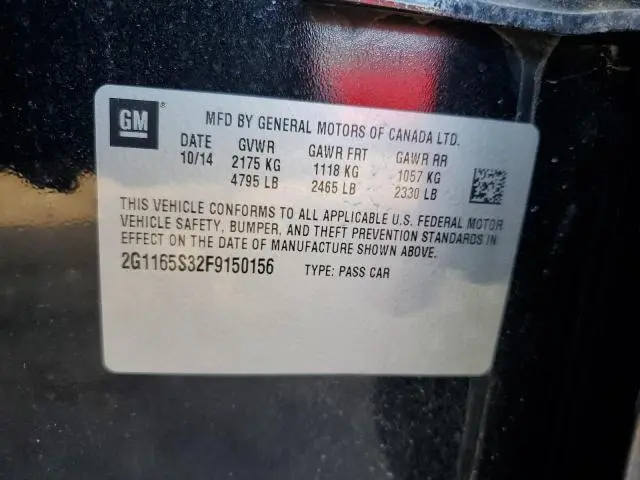 GM ®
MFD BY GENERAL MOTORS OF CANADA LTD.
DATE GVWR GAWR FRT GAWR RR
10/14 2175 KG 1118 KG 1057 KG
4795 LB 2465 LB 2330 LB
THIS VEHICLE CONFORMS TO ALL APPLICABLE U.S. FEDERAL MOTOR
VEHICLE SAFETY, BUMPER, AND THEFT PREVENTION STANDARDS IN
EFFECT ON THE DATE OF MANUFACTURE SHOWN ABOVE.
2G1165S32F9150156 TYPE: PASS CAR